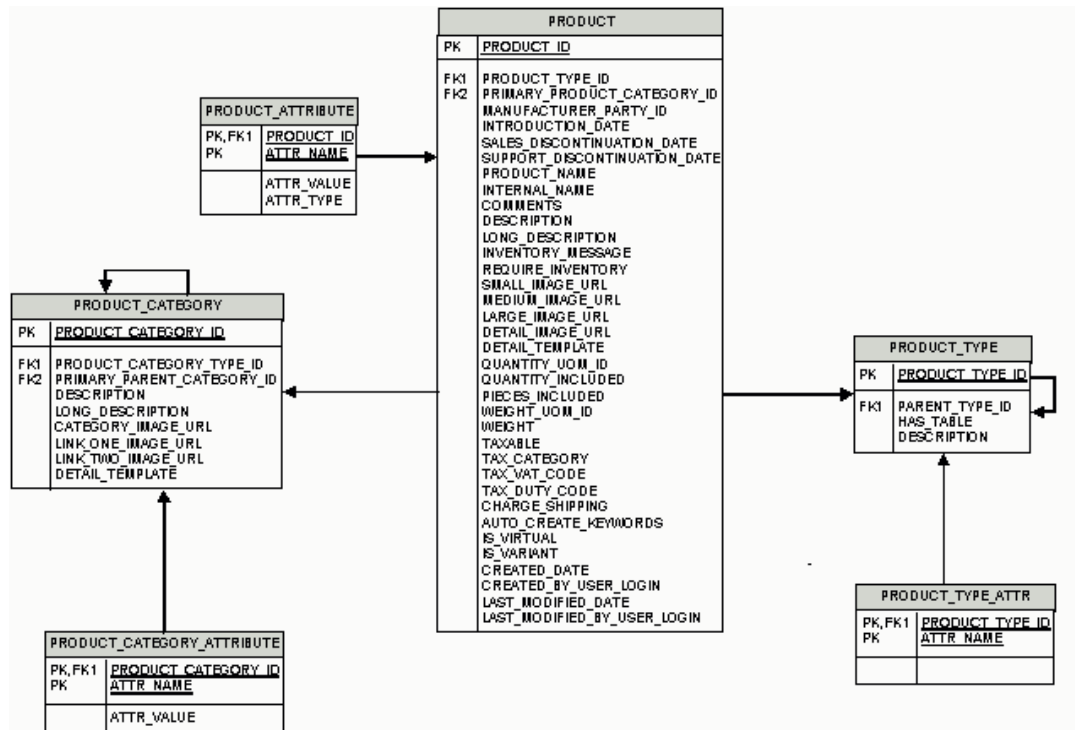 PRODUCT
PK PRODUCT_ID
FK1 PRODUCT_TYPE_ID
FK2 PRIMARY_PRODUCT_CATEGORY_ID
MANUFACTURER_PARTY_ID
INTRODUCTION_DATE
SALES_DISCONTINUATION_DATE
SUPPORT_DISCONTINUATION_DATE
PRODUCT_NAME
INTERNAL_NAME
COMMENTS
DESCRIPTION
LONG_DESCRIPTION
INVENTORY_MESSAGE
REQUIRE_INVENTORY
SMALL_IMAGE_URL
MEDIUM_IMAGE_URL
LARGE_IMAGE_URL
DETAIL_IMAGE_URL
DETAIL_TEMPLATE
QUANTITY_UOM_ID
QUANTITY_INCLUDED
PIECES_INCLUDED
WEIGHT_UOM_ID
WEIGHT
TAXABLE
TAX_CATEGORY
TAX_VAT_CODE
TAX_DUTY_CODE
CHARGE_SHIPPING
AUTO_CREATE_KEYWORDS
IS_VIRTUAL
IS_VARIANT
CREATED_DATE
CREATED_BY_USER_LOGIN
LAST_MODIFIED_DATE
LAST_MODIFIED_BY_USER_LOGIN
PRODUCT_ATTRIBUTE
PK,FK1 PRODUCT_ID
PK ATTR_NAME
ATTR_VALUE
ATTR_TYPE
PRODUCT_CATEGORY
PK PRODUCT_CATEGORY_ID
FK1 PRODUCT_CATEGORY_TYPE_ID
FK2 PRIMARY_PARENT_CATEGORY_ID
DESCRIPTION
LONG_DESCRIPTION
CATEGORY_IMAGE_URL
LINK_ONE_IMAGE_URL
LINK_TWO_IMAGE_URL
DETAIL_TEMPLATE
PRODUCT_TYPE
PK PRODUCT_TYPE_ID
FK1 PARENT_TYPE_ID
HAS_TABLE
DESCRIPTION
PRODUCT_TYPE_ATTR
PK,FK1 PRODUCT_TYPE_ID
PK ATTR_NAME
PRODUCT_CATEGORY_ATTRIBUTE
PK,FK1 PRODUCT_CATEGORY_ID
PK ATTR_NAME
ATTR_VALUE